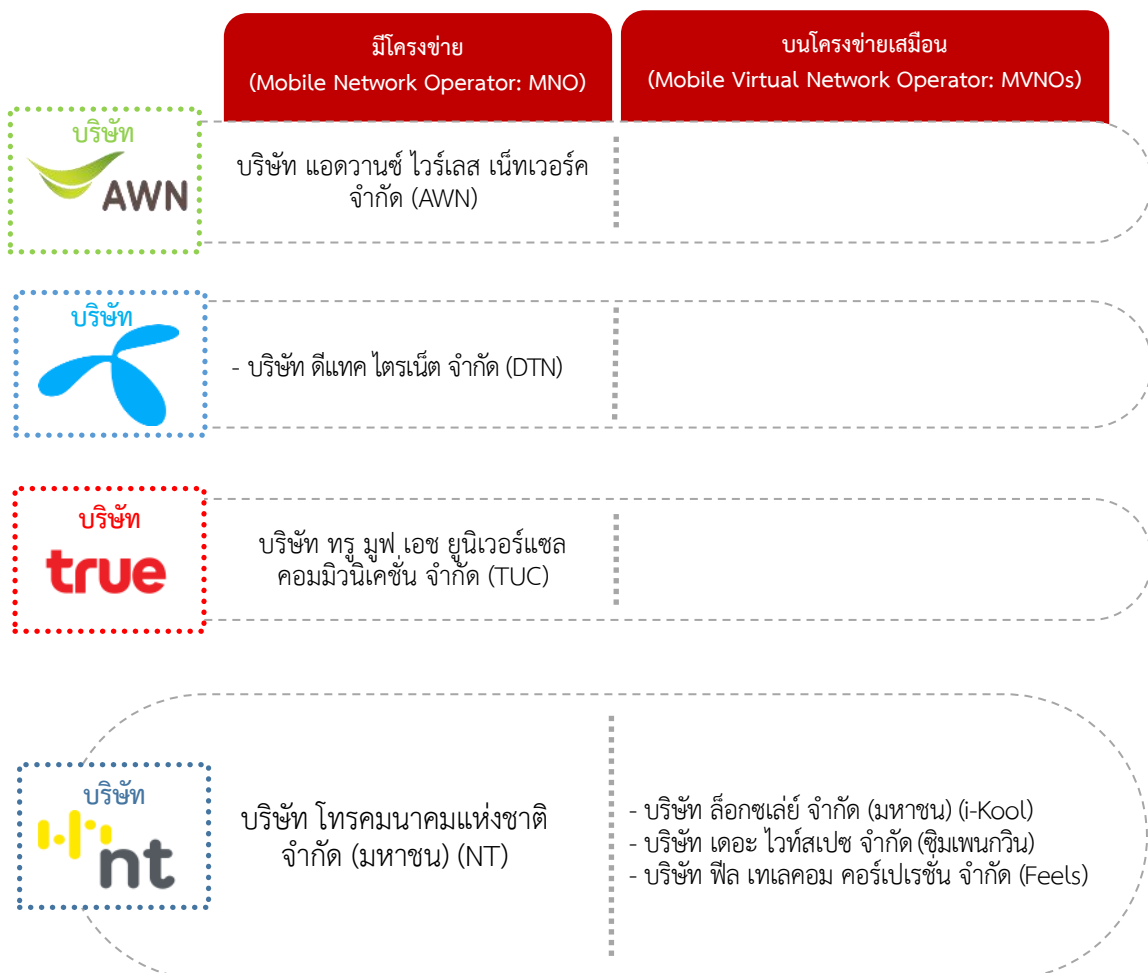 มีโครงข่าย
(Mobile Network Operator: MNO)
บนโครงข่ายเสมือน
(Mobile Virtual Network Operator: MVNOs)
บริษัท
AWN
บริษัท แอดวานซ์ ไวร์เลส เน็ทเวอร์ค
จำกัด (AWN)
บริษัท
- บริษัท ดีแทค ไตรเน็ต จำกัด (DTN)
บริษัท
true
บริษัท ทรู มูฟ เอช ยูนิเวอร์แซล
คอมมิวนิเคชั่น จำกัด (TUC)
บริษัท
nt
บริษัท โทรคมนาคมแห่งชาติ
จำกัด (มหาชน) (NT)
- บริษัท ล็อกซเล่ย์ จำกัด (มหาชน) (i-Kool)
- บริษัท เดอะ ไวท์สเปซ จำกัด (ซิมเพนกวิน)
- บริษัท ฟีล เทเลคอม คอร์เปเรชั่น จำกัด (Feels)